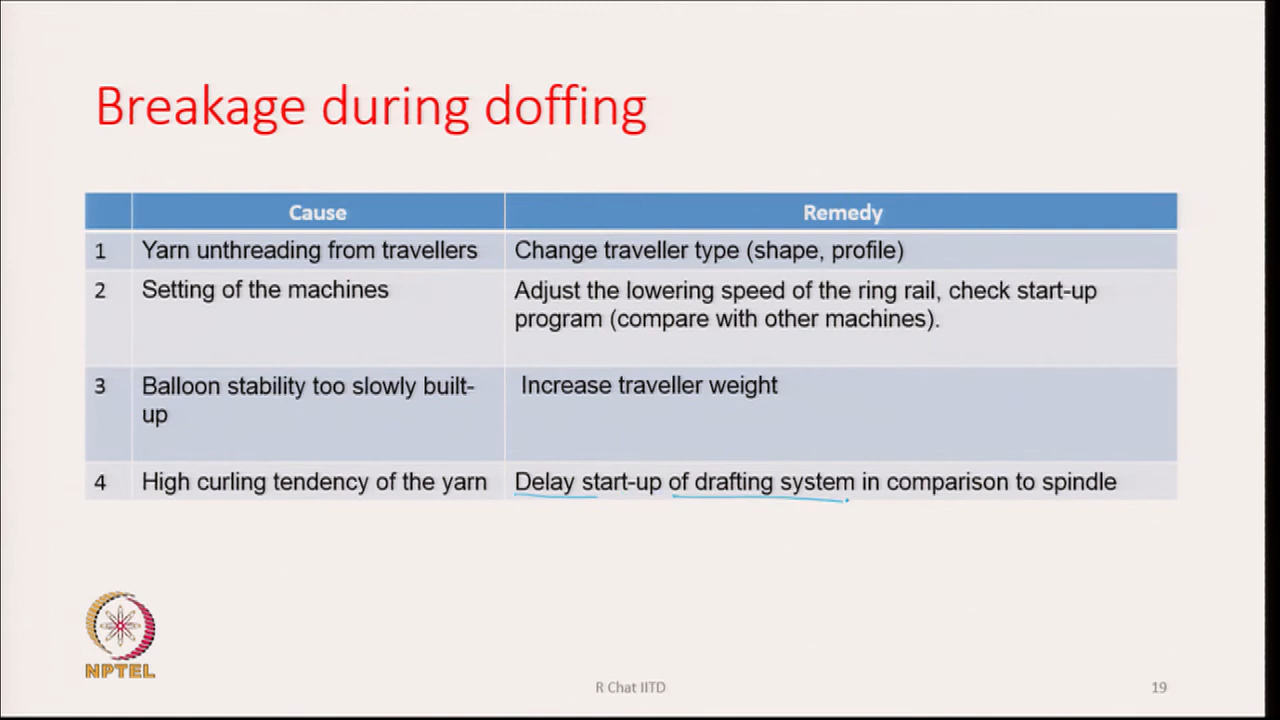 Breakage during doffing
Cause Remedy
1 Yarn unthreading from travellers Change traveller type (shape, profile)
2 Setting of the machines Adjust the lowering speed of the ring rail, check start-up
program (compare with other machines).
3 Balloon stability too slowly built- Increase traveller weight
up
4 High curling tendency of the yarn Delay start-up of drafting system in comparison to spindle
NPTEL
R Chat IITD 19